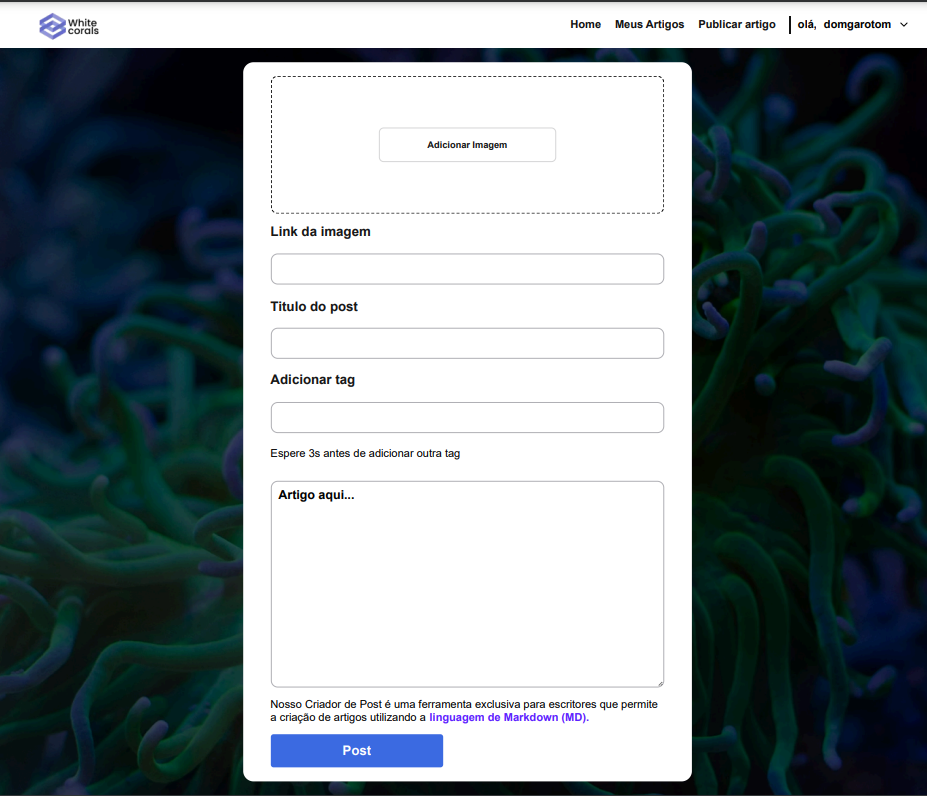 White
corals
Home Meus Artigos Publicar artigo olá, domgarotom
Adicionar Imagem
Link da imagem
Titulo do post
Adicionar tag
Espere 3s antes de adicionar outra tag
Artigo aqui...
Nosso Criador de Post é uma ferramenta exclusiva para escritores que permite
a criação de artigos utilizando a linguagem de Markdown (MD).
Post